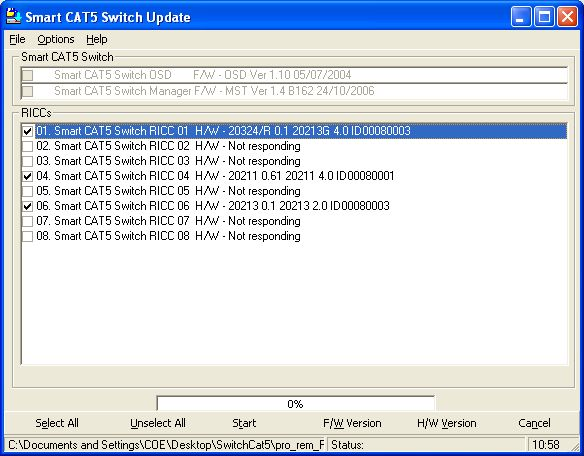 Smart CAT5 Switch Update
File Options Help
Smart CAT5 Switch
Smart CAT5 Switch OSD F/W - OSD Ver 1.10 05/07/2004
Smart CAT5 Switch Manager F/W - MST Ver 1.4 B162 24/10/2006
RICCs
01. Smart CAT5 Switch RICC 01 H/W - 20324/R 0.1 20213G 4.0 ID00080003
02. Smart CAT5 Switch RICC 02 H/W - Not responding
03. Smart CAT5 Switch RICC 03 H/W - Not responding
04. Smart CAT5 Switch RICC 04 H/W - 20211 0.61 20211 4.0 ID00080001
05. Smart CAT5 Switch RICC 05 H/W - Not responding
06. Smart CAT5 Switch RICC 06 H/W - 20213 0.1 20213 2.0 ID00080003
07. Smart CAT5 Switch RICC 07 H/W - Not responding
08. Smart CAT5 Switch RICC 08 H/W - Not responding
0%
Select All Unselect All Start F/W Version H/W Version Cancel
C:\Documents and Settings\COE\Desktop\SwitchCat5\pro_rem_F Status: 10:58